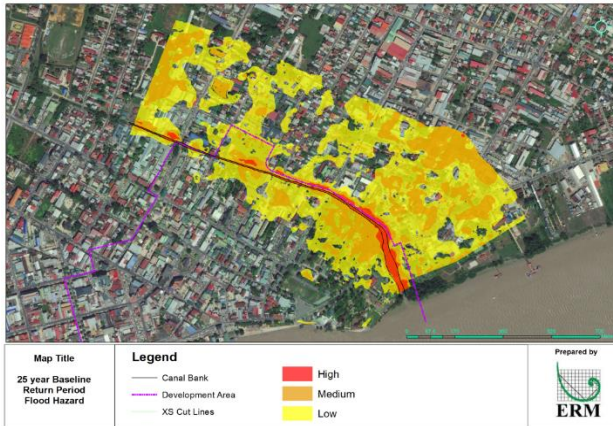 Map Title
25 year Baseline
Return Period
Flood Hazard
Legend
Canal Bank
Development Area
XS Cut Lines
High
Medium
Low
Prepared by
ERM